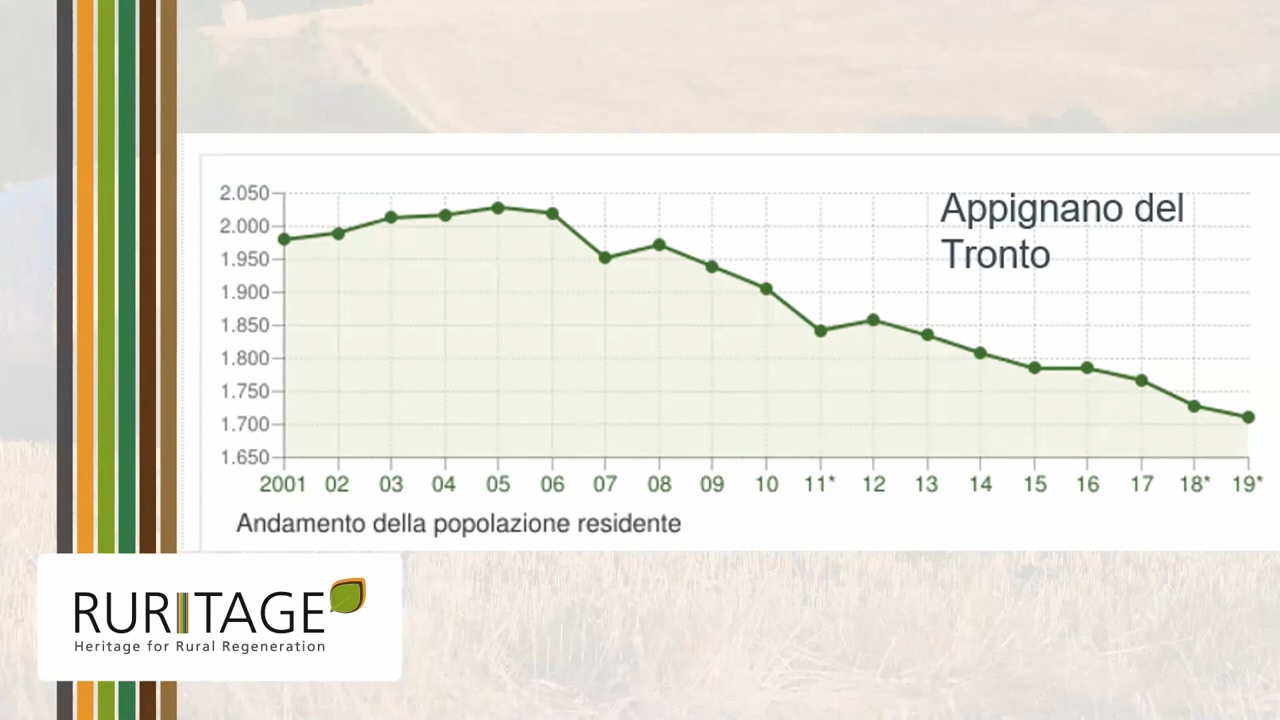 Appignano del
Tronto
2.050
2.000
1.950
1.900
1.850
1.800
1.750
1.700
1.650
2001 02 03 04 05 06 07 08 09 10 11* 12 13 14 15 16 17 18* 19*
Andamento della popolazione residente
RURITAGE
Heritage for Rural Regeneration